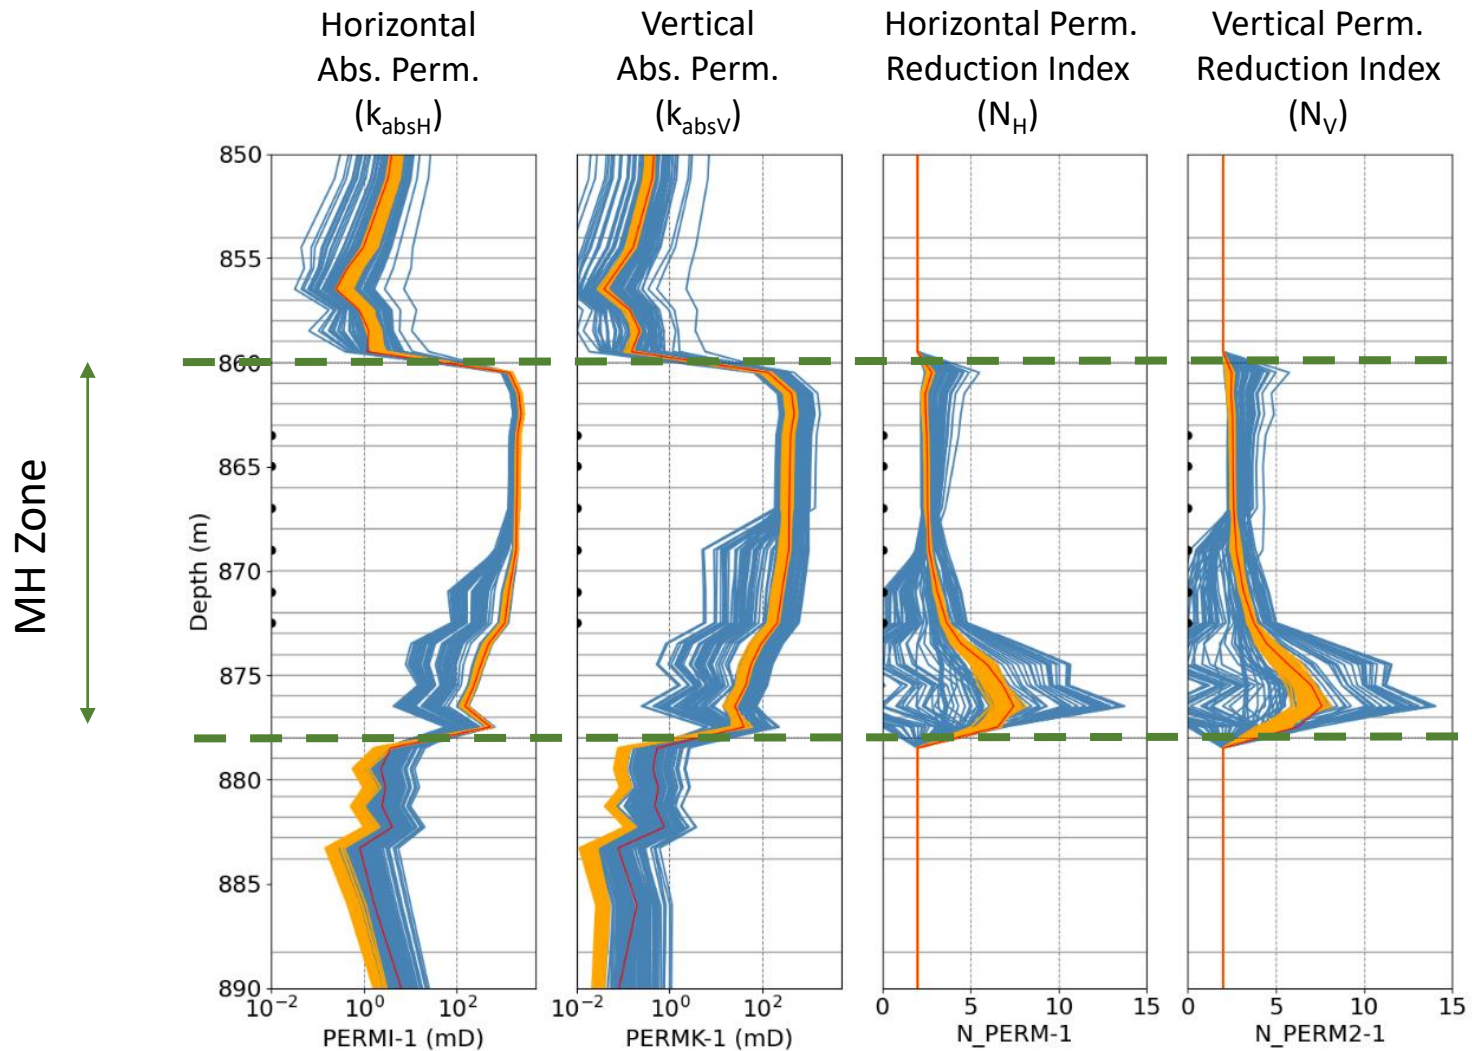 Horizontal
Abs. Perm.
(kabsH)
Vertical
Abs. Perm.
(kabsV)
Horizontal Perm.
Reduction Index
(NH)
Vertical Perm.
Reduction Index
(NV)
MH Zone
Depth (m)
850
855
860
865
870
875
880
885
890
10−2
100
102
PERMI-1 (mD)
10−2
100
102
PERMK-1 (mD)
0
5
10
15
N_PERM-1
0
5
10
15
N_PERM2-1